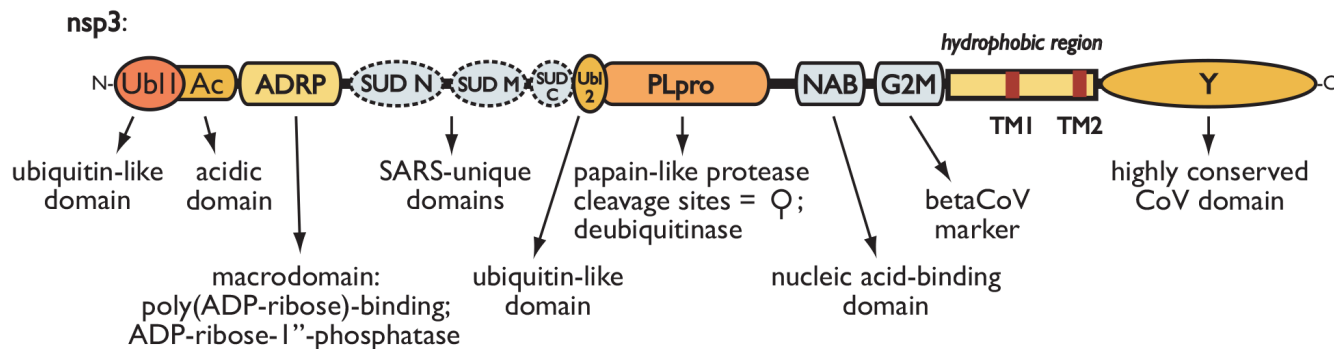 nsp3:
hydrophobic region
N-
Ubl1
Ac
ADRP
SUD N
SUD M
SUD
C
Ubl
2
PLpro
NAB
G2M
Y
-C
TM1
TM2
ubiquitin-like
domain
acidic
domain
SARS-unique
domains
papain-like protease
cleavage sites = ;
deubiquitinase
betaCoV
marker
highly conserved
CoV domain
macrodomain:
poly(ADP-ribose)-binding;
ADP-ribose-1”-phosphatase
ubiquitin-like
domain
nucleic acid-binding
domain